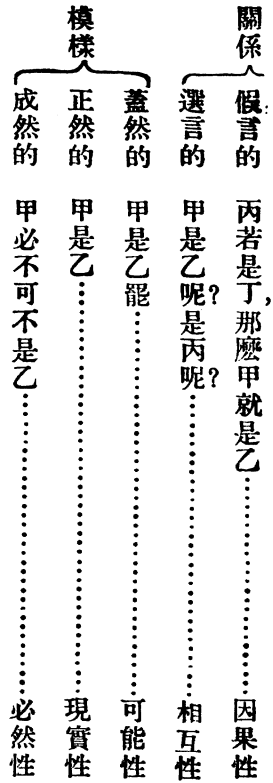 關係 假言的 丙若是丁，那麼甲就是乙……因果性
選言的 甲是乙呢？是丙呢？……相互性
模樣 蓋然的 甲是乙罷……可能性
正然的 甲是乙……現實性
成然的 甲必不可不是乙……必然性